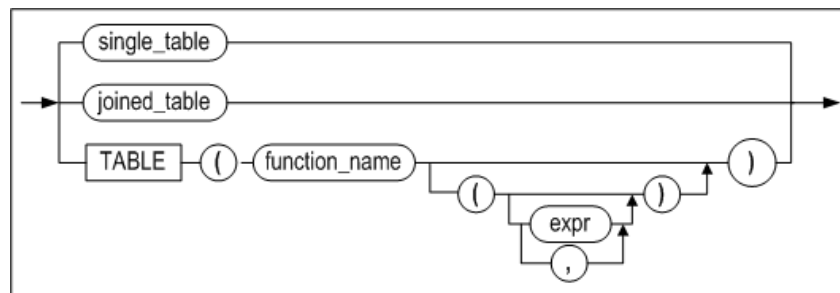 single_table
joined_table
TABLE ( function_name )
( )
expr
,